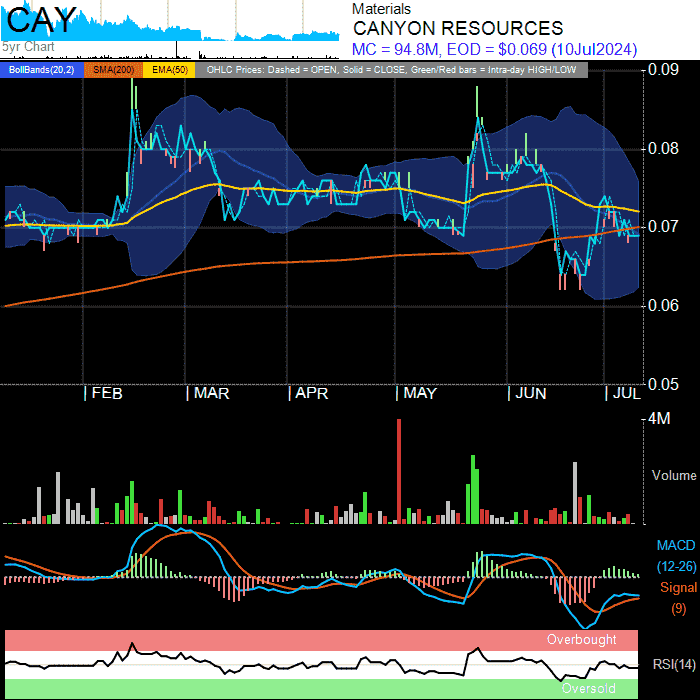 CAY
5yr Chart
Materials
CANYON RESOURCES
MC = 94.8M, EOD = $0.069 (10Jul2024)
BollBands(20,2) SMA(200) EMA(50) OHLC Prices: Dashed = OPEN, Solid = CLOSE, Green/Red bars = Intra-day HIGH/LOW
0.09
0.08
0.07
0.06
0.05
FEB MAR APR MAY JUN JUL
4M
Volume
MACD
(12-26)
Signal
(9)
Overbought
RSI(14)
Oversold